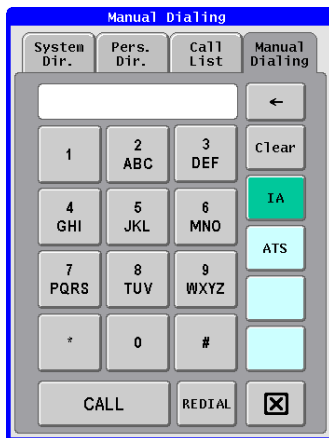 Manual Dialing
System Dir.
Pers. Dir.
Call List
Manual Dialing
←
1
2 ABC
3 DEF
Clear
4 GHI
5 JKL
6 MNO
IA
7 PQRS
8 TUV
9 WXYZ
ATS
*
0
#
CALL
REDIAL